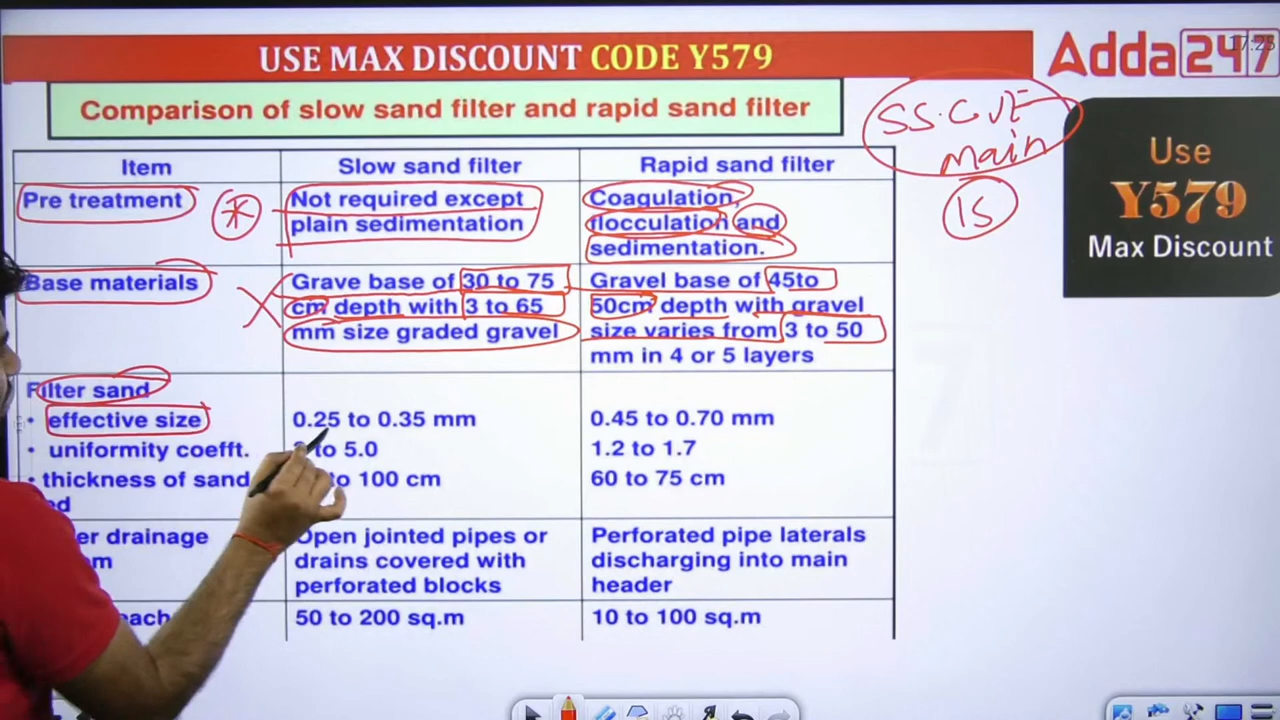 USE MAX DISCOUNT CODE Y579
Adda247
17:25
Comparison of slow sand filter and rapid sand filter
SS.C JE
main
15
Use
Y579
Max Discount
Item
Slow sand filter
Rapid sand filter
Pre treatment
Not required except
plain sedimentation
Coagulation,
flocculation and
sedimentation.
Base materials
Grave base of 30 to 75
cm depth with 3 to 65
mm size graded gravel
Gravel base of 45to
50cm depth with gravel
size varies from 3 to 50
mm in 4 or 5 layers
Filter sand
• effective size
0.25 to 0.35 mm
0.45 to 0.70 mm
• uniformity coefft.
to 5.0
1.2 to 1.7
• thickness of sand
to 100 cm
60 to 75 cm
drainage
Open jointed pipes or
drains covered with
perforated blocks
Perforated pipe laterals
discharging into main
header
each
50 to 200 sq.m
10 to 100 sq.m